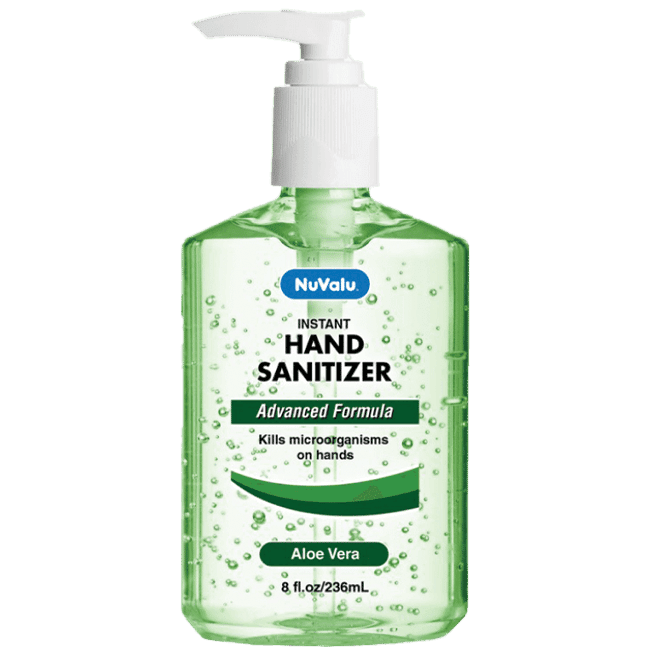 NuValu
INSTANT
HAND
SANITIZER
Advanced Formula
Kills microorganisms
on hands
Aloe Vera
8 fl.oz/236mL